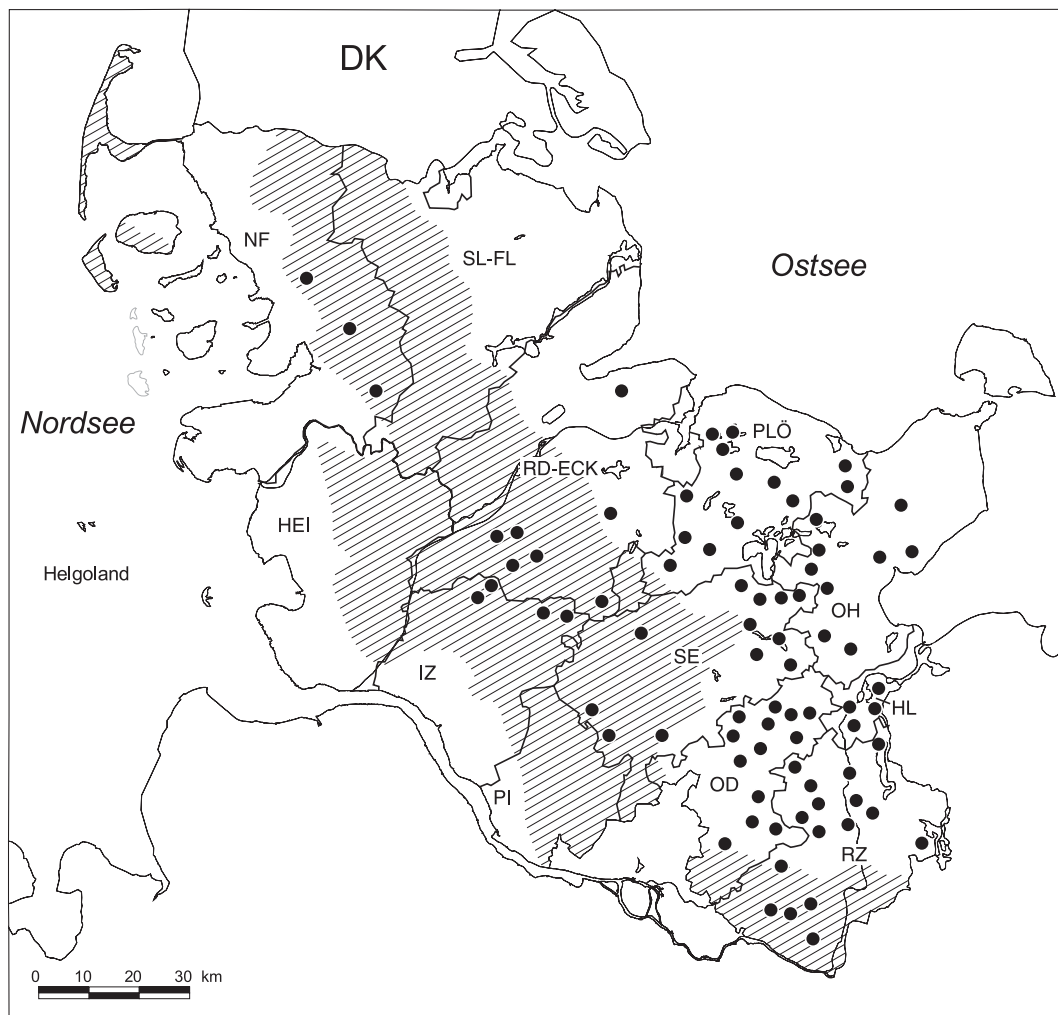 DK
NF
SL-FL
Ostsee
Nordsee
PLÖ
RD-ECK
HEI
Helgoland
OH
SE
IZ
HL
OD
PI
RZ
0 10 20 30 km